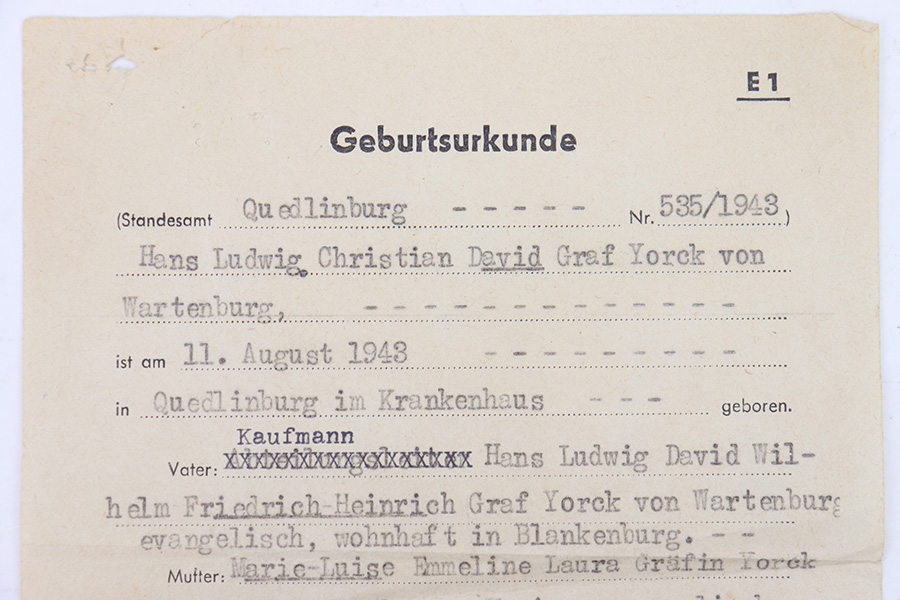 E 1
Geburtsurkunde
(Standesamt Quedlinburg - - - - - Nr. 535/1943)
Hans Ludwig, Christian David Graf Yorck von
Wartenburg, - - - - - - - - - - - - -
ist am 11. August 1943 - - - - - - - - -
in Quedlinburg im Krankenhaus - - - geboren.
Kaufmann
Vater: Hans Ludwig David Wil-
helm Friedrich-Heinrich Graf Yorck von Wartenburg
evangelisch, wohnhaft in Blankenburg. - -
Mutter: Marie-Luise Emmeline Laura Gräfin Yorck